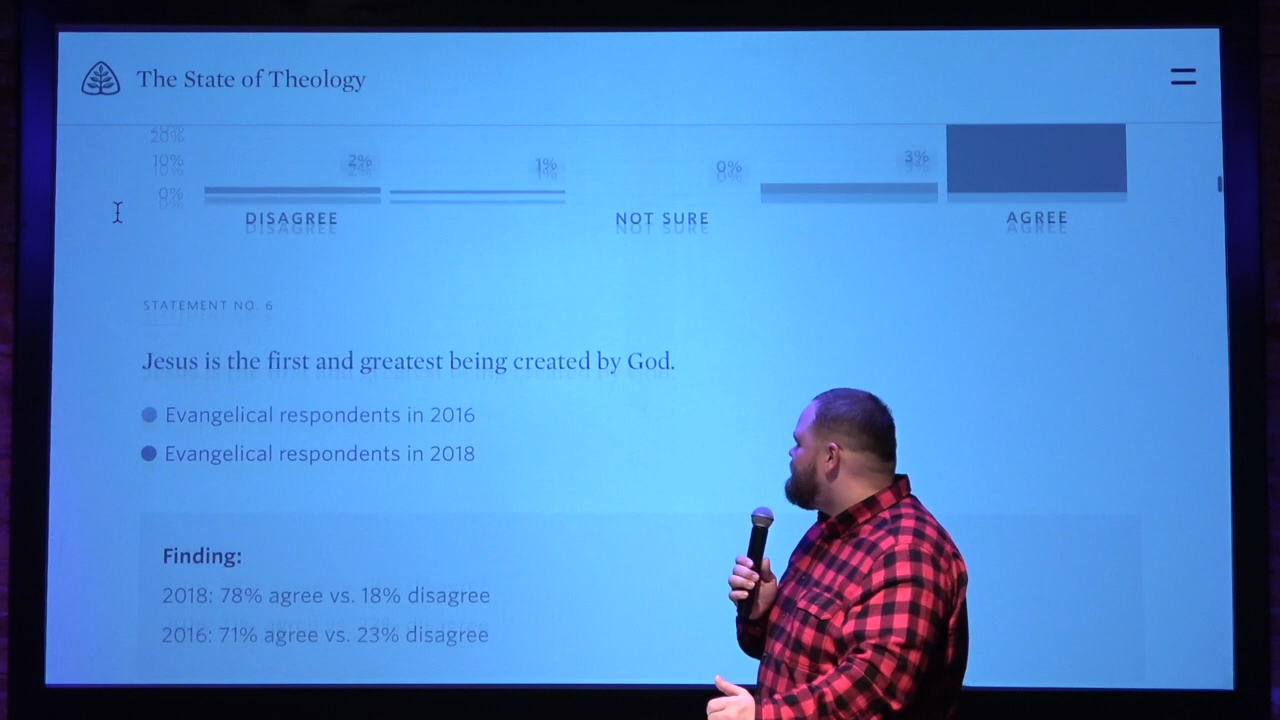 The State of Theology
20%
10%
0%
2%
1%
0%
3%
DISAGREE
NOT SURE
AGREE
STATEMENT NO. 6
Jesus is the first and greatest being created by God.
Evangelical respondents in 2016
Evangelical respondents in 2018
Finding:
2018: 78% agree vs. 18% disagree
2016: 71% agree vs. 23% disagree